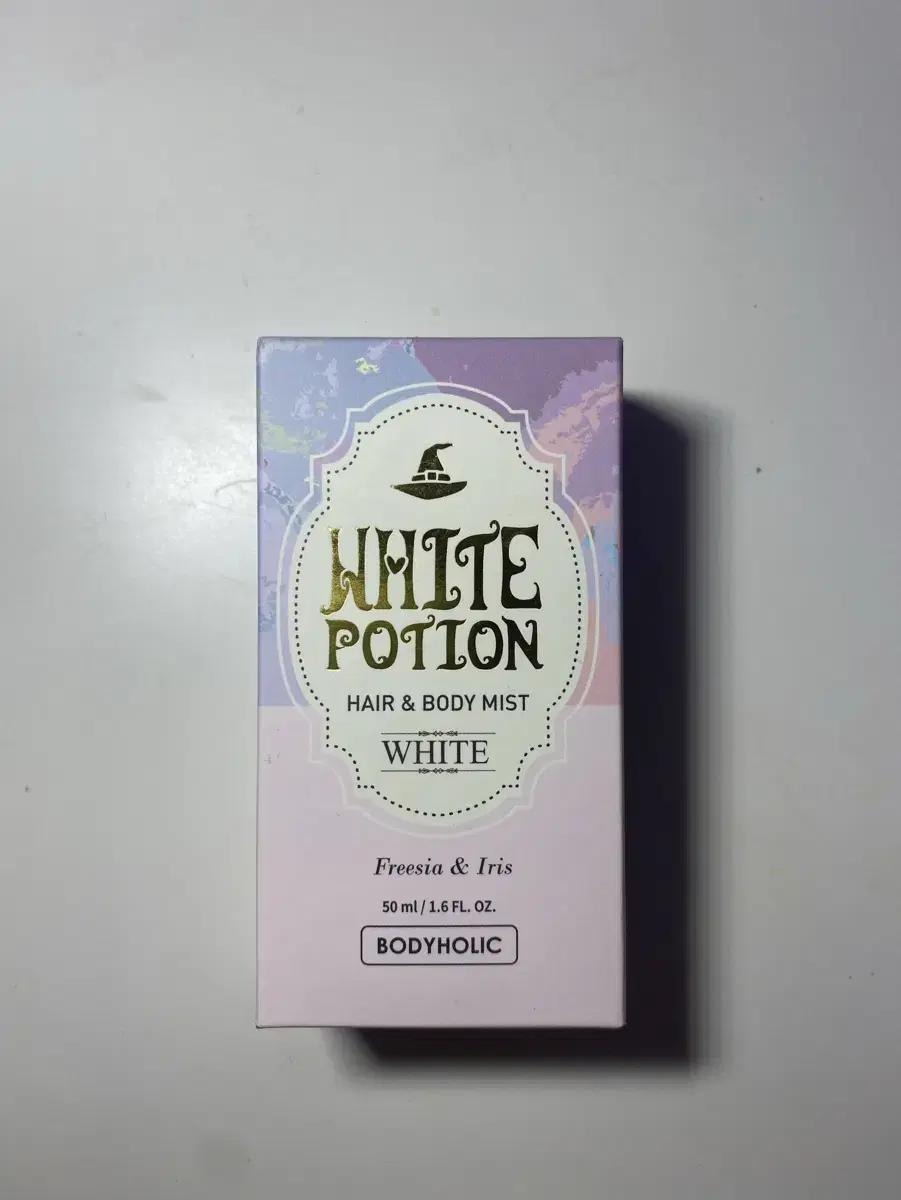 WHITE
POTION
HAIR & BODY MIST
WHITE
Freesia & Iris
50 ml / 1.6 FL. OZ.
BODYHOLIC